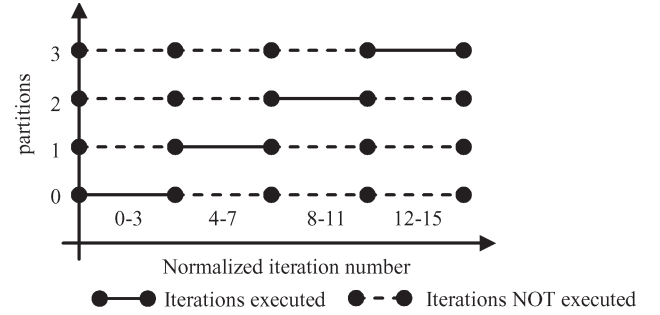 3
2
1
0
partitions
0-3 4-7 8-11 12-15
Normalized iteration number
Iterations executed Iterations NOT executed